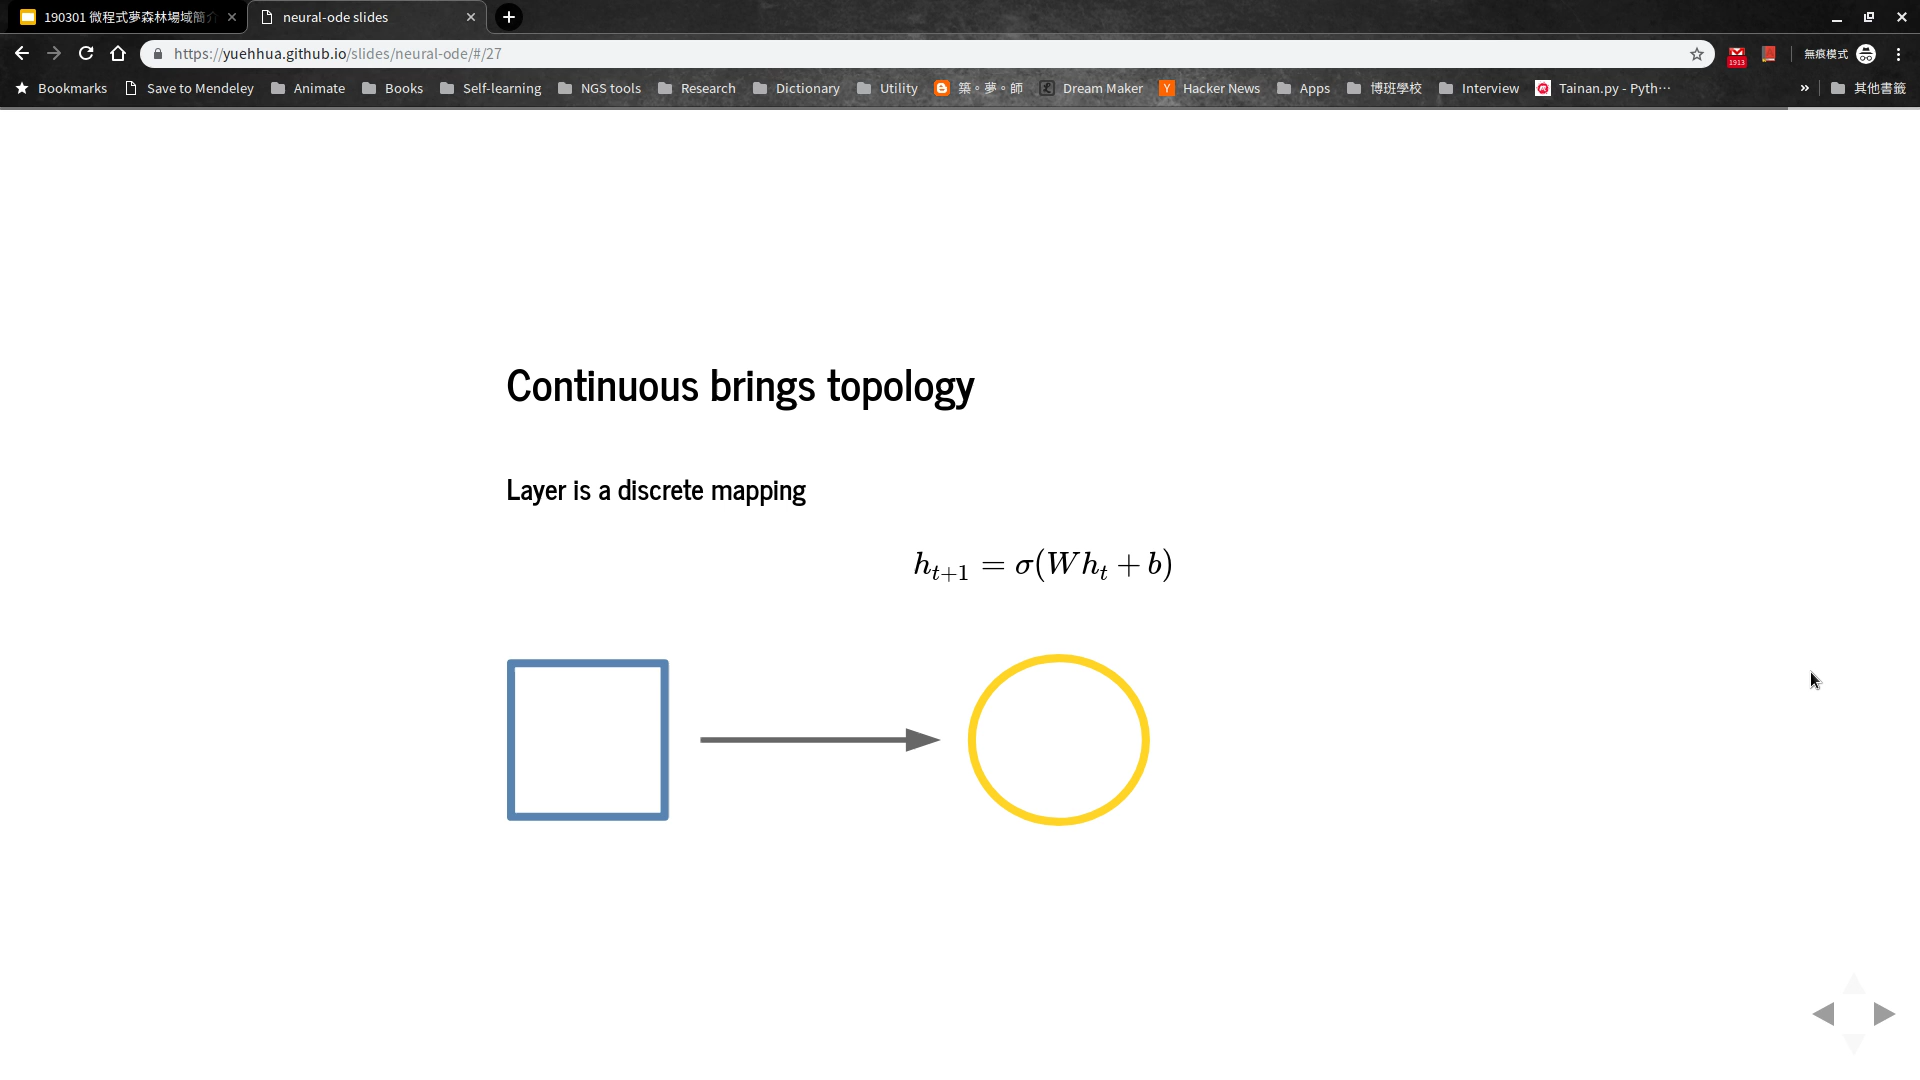 190301 微程式夢森林場域簡介
neural-ode slides
https://yuehhua.github.io/slides/neural-ode/#/27
1913
無痕模式
Bookmarks
Save to Mendeley
Animate
Books
Self-learning
NGS tools
Research
Dictionary
Utility
築。夢。師
Dream Maker
Hacker News
Apps
博班學校
Interview
Tainan.py - Pyth…
»
其他書籤
Continuous brings topology
Layer is a discrete mapping
h_{t+1} = σ(Wh_t + b)